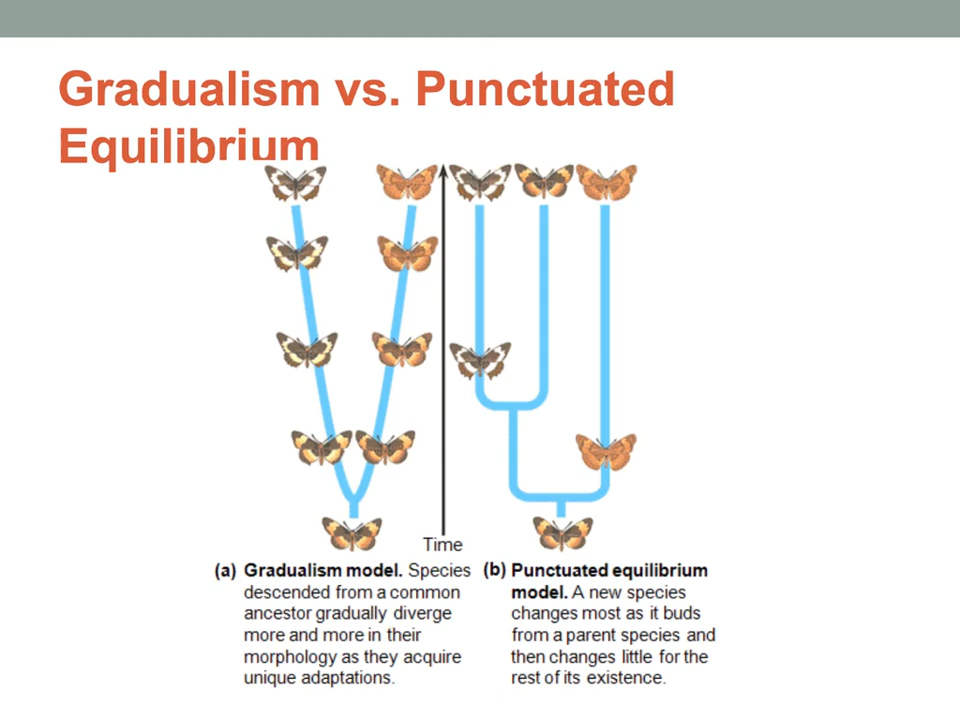 Gradualism vs. Punctuated
Equilibrium
Time
(a) Gradualism model. Species
descended from a common
ancestor gradually diverge
more and more in their
morphology as they acquire
unique adaptations.
(b) Punctuated equilibrium
model. A new species
changes most as it buds
from a parent species and
then changes little for the
rest of its existence.